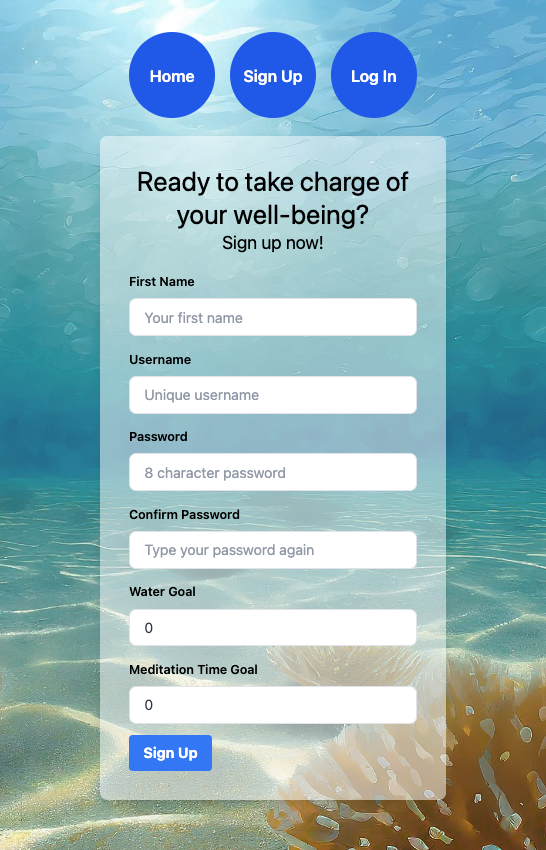 Home
Sign Up
Log In
Ready to take charge of
your well-being?
Sign up now!
First Name
Your first name
Username
Unique username
Password
8 character password
Confirm Password
Type your password again
Water Goal
0
Meditation Time Goal
0
Sign Up